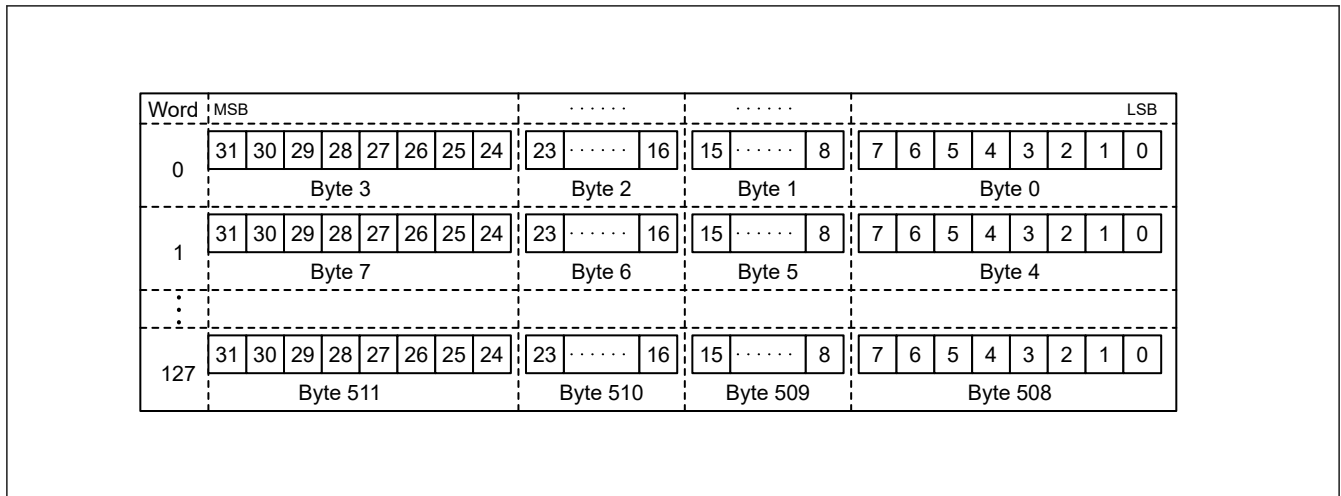 Word MSB ······ ······ LSB
0 31 30 29 28 27 26 25 24 23 ······ 16 15 ······ 8 7 6 5 4 3 2 1 0
Byte 3 Byte 2 Byte 1 Byte 0
1 31 30 29 28 27 26 25 24 23 ······ 16 15 ······ 8 7 6 5 4 3 2 1 0
Byte 7 Byte 6 Byte 5 Byte 4
⋮
127 31 30 29 28 27 26 25 24 23 ······ 16 15 ······ 8 7 6 5 4 3 2 1 0
Byte 511 Byte 510 Byte 509 Byte 508